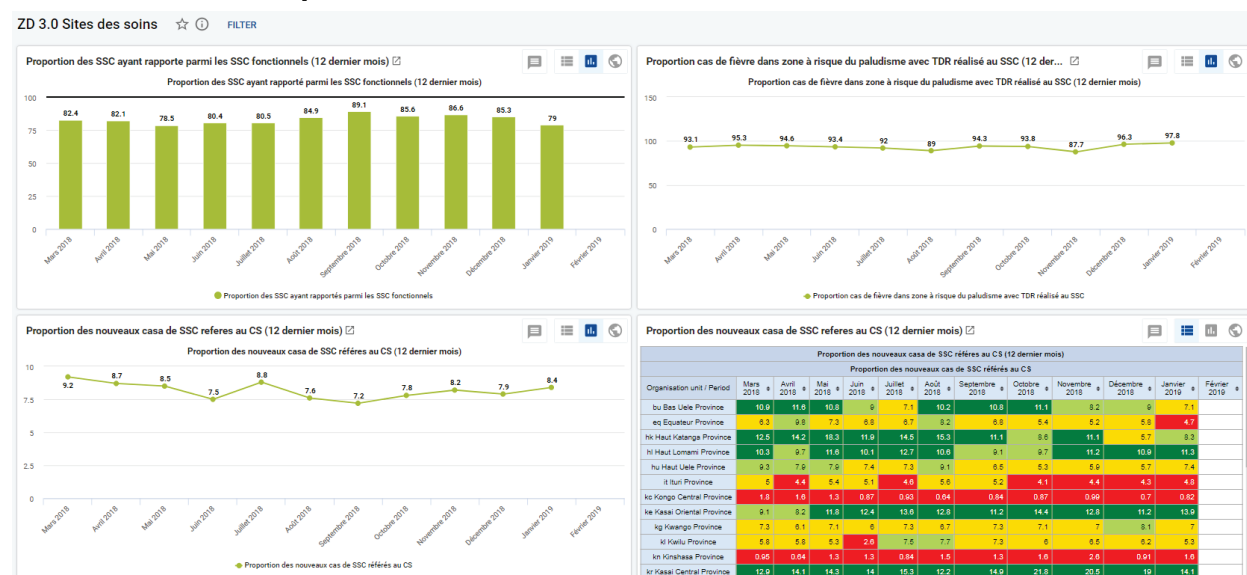 ZD 3.0 Sites des soins FILTER
Proportion des SSC ayant rapporte parmi les SSC fonctionnels (12 dernier mois)
Proportion des SSC ayant rapporté parmi les SSC fonctionnels (12 dernier mois)
100
82.4 82.1 78.5 80.4 80.5 84.9 89.1 85.6 86.6 85.3 79
75
50
25
0
Mars 2018 Avril 2018 Mai 2018 Juin 2018 Juillet 2018 Août 2018 Septembre 2018 Octobre 2018 Novembre 2018 Décembre 2018 Janvier 2019 Février 2019
Proportion des SSC ayant rapportés parmi les SSC fonctionnels
Proportion cas de fièvre dans zone à risque du paludisme avec TDR réalisé au SSC (12 der...
Proportion cas de fièvre dans zone à risque du paludisme avec TDR réalisé au SSC (12 dernier mois)
150
93.1 95.3 94.6 93.4 92 89 94.3 93.8 87.7 96.3 97.8
100
50
0
Mars 2018 Avril 2018 Mai 2018 Juin 2018 Juillet 2018 Août 2018 Septembre 2018 Octobre 2018 Novembre 2018 Décembre 2018 Janvier 2019 Février 2019
Proportion cas de fièvre dans zone à risque du paludisme avec TDR réalisé au SSC
Proportion des nouveaux casa de SSC referes au CS (12 dernier mois)
Proportion des nouveaux casa de SSC référes au CS (12 dernier mois)
10
9.2 8.7 8.5 7.5 8.8 7.6 7.2 7.8 8.2 7.9 8.4
7.5
5
2.5
0
Mars 2018 Avril 2018 Mai 2018 Juin 2018 Juillet 2018 Août 2018 Septembre 2018 Octobre 2018 Novembre 2018 Décembre 2018 Janvier 2019 Février 2019
Proportion des nouveaux cas de SSC référés au CS
Proportion des nouveaux casa de SSC referes au CS (12 dernier mois)
Proportion des nouveaux casa de SSC référes au CS (12 dernier mois)
Proportion des nouveaux cas de SSC référés au CS
Organisation unit / Period Mars 2018 Avril 2018 Mai 2018 Juin 2018 Juillet 2018 Août 2018 Septembre 2018 Octobre 2018 Novembre 2018 Décembre 2018 Janvier 2019 Février 2019
bu Bas Uele Province 10.9 11.6 10.8 9 7.1 10.2 10.8 11.1 8.2 9 7.1
eq Equateur Province 6.3 9.8 7.3 6.8 6.7 8.2 6.8 5.4 5.2 5.8 4.7
hk Haut Katanga Province 12.5 14.2 18.3 11.9 14.5 15.3 11.1 8.6 11.1 5.7 8.3
hl Haut Lomami Province 10.3 9.7 11.6 10.1 12.7 10.6 9.1 9.7 11.2 10.9 11.3
hu Haut Uele Province 9.3 7.9 7.9 7.4 7.3 9.1 6.5 5.3 5.9 5.7 7.4
it Ituri Province 5 4.4 5.4 5.1 4.6 5.6 5.2 4.1 4.4 4.3 4.8
kc Kongo Central Province 1.8 1.6 1.3 0.87 0.93 0.64 0.84 0.87 0.99 0.7 0.82
ke Kasai Oriental Province 9.1 8.2 11.8 12.4 13.6 12.8 11.2 14.4 12.8 11.2 13.9
kg Kwango Province 7.3 6.1 7.1 6 7.3 6.7 7.3 7.1 7 8.1 7
kl Kwilu Province 5.8 5.8 5.3 2.6 7.5 7.7 7.3 6 6.5 6.2 5.3
kn Kinshasa Province 0.95 0.64 1.3 1.3 0.84 1.5 1.3 1.6 2.6 0.91 1.6
kr Kasai Central Province 12.9 14.1 14.3 14 15.3 12.2 14.9 21.8 20.5 19 14.1